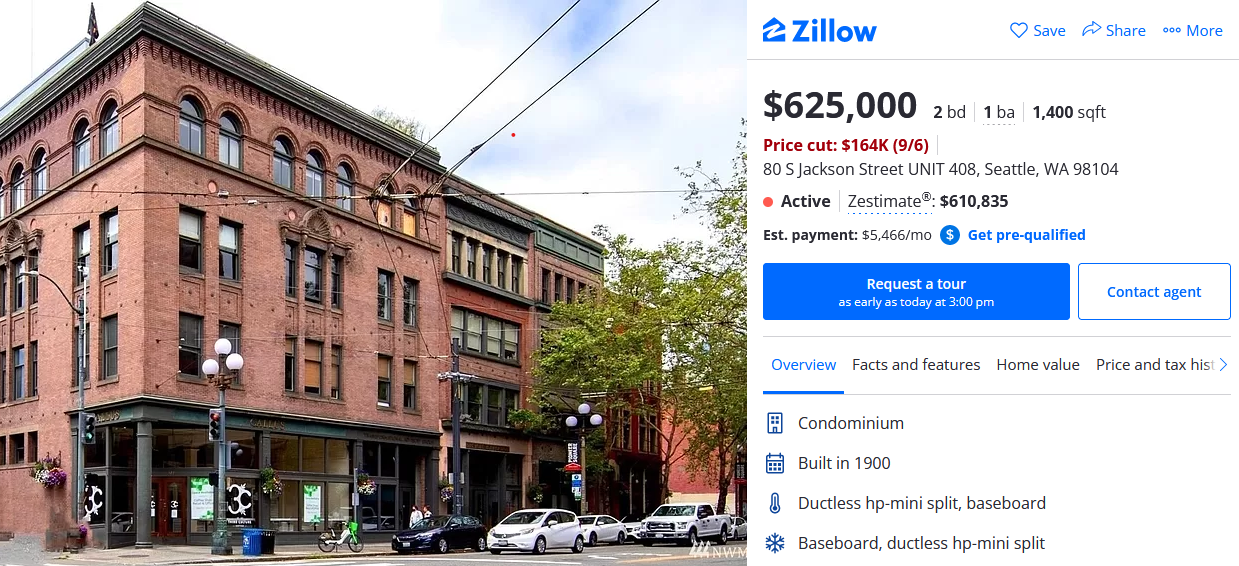 Zillow
Save Share More
$625,000 2 bd 1 ba 1,400 sqft
Price cut: $164K (9/6)
80 S Jackson Street UNIT 408, Seattle, WA 98104
Active Zestimate®: $610,835
Est. payment: $5,466/mo $ Get pre-qualified
Request a tour
as early as today at 3:00 pm
Contact agent
Overview Facts and features Home value Price and tax hist
Condominium
Built in 1900
Ductless hp-mini split, baseboard
Baseboard, ductless hp-mini split
3C
PIONEER SQUARE
NWM